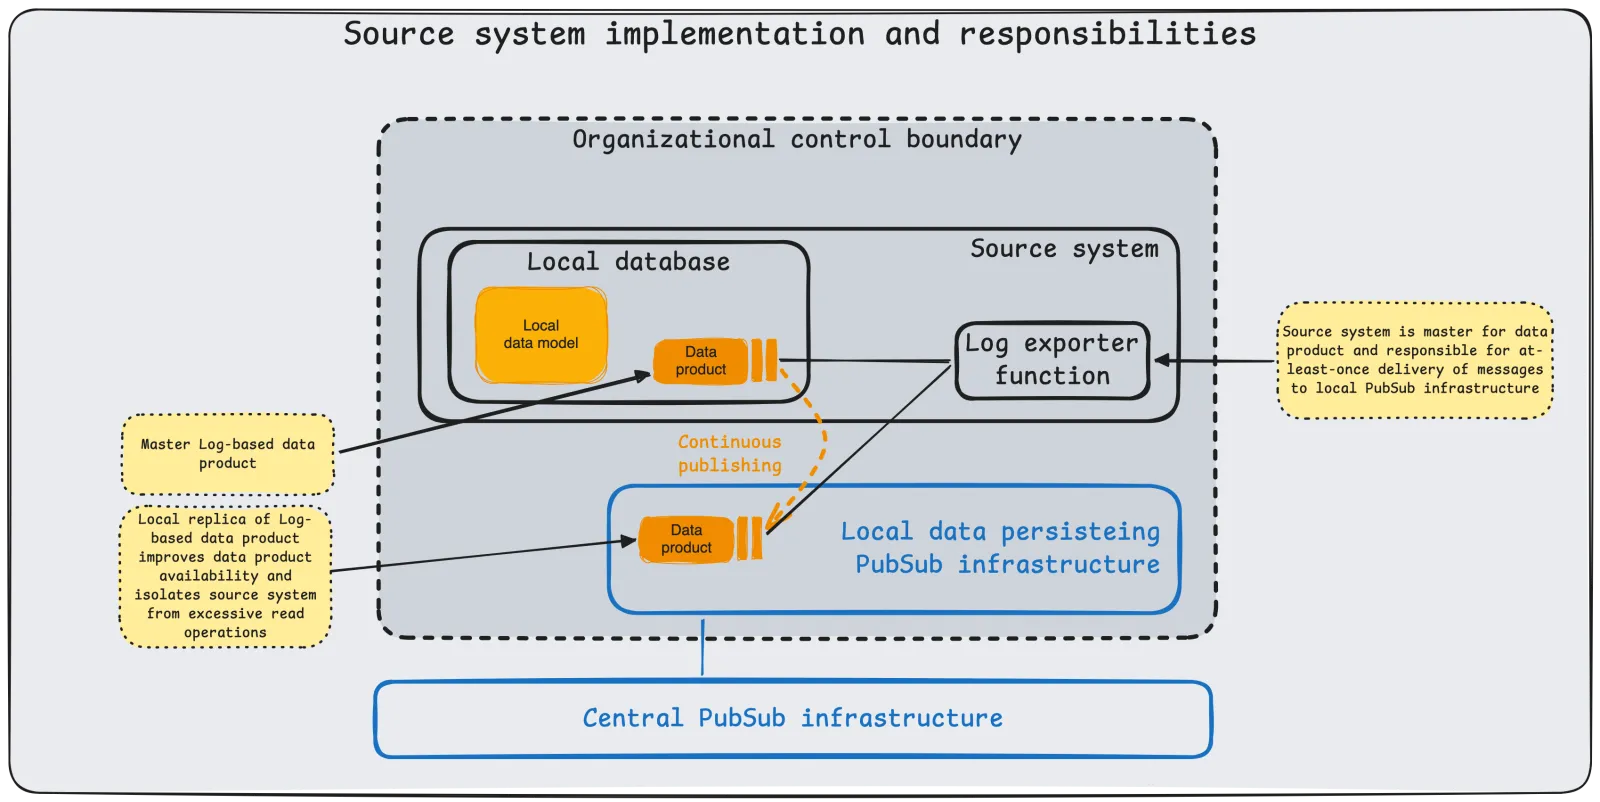 Source system implementation and responsibilities
Organizational control boundary
Source system
Local database
Local
data model
Data
product
Log exporter
function
Source system is master for data
product and responsible for at-
least-once delivery of messages
to local PubSub infrastructure
Master Log-based data
product
Continuous
publishing
Local replica of Log-
based data product
improves data product
availability and
isolates source system
from excessive read
operations
Data
product
Local data persisteing
PubSub infrastructure
Central PubSub infrastructure